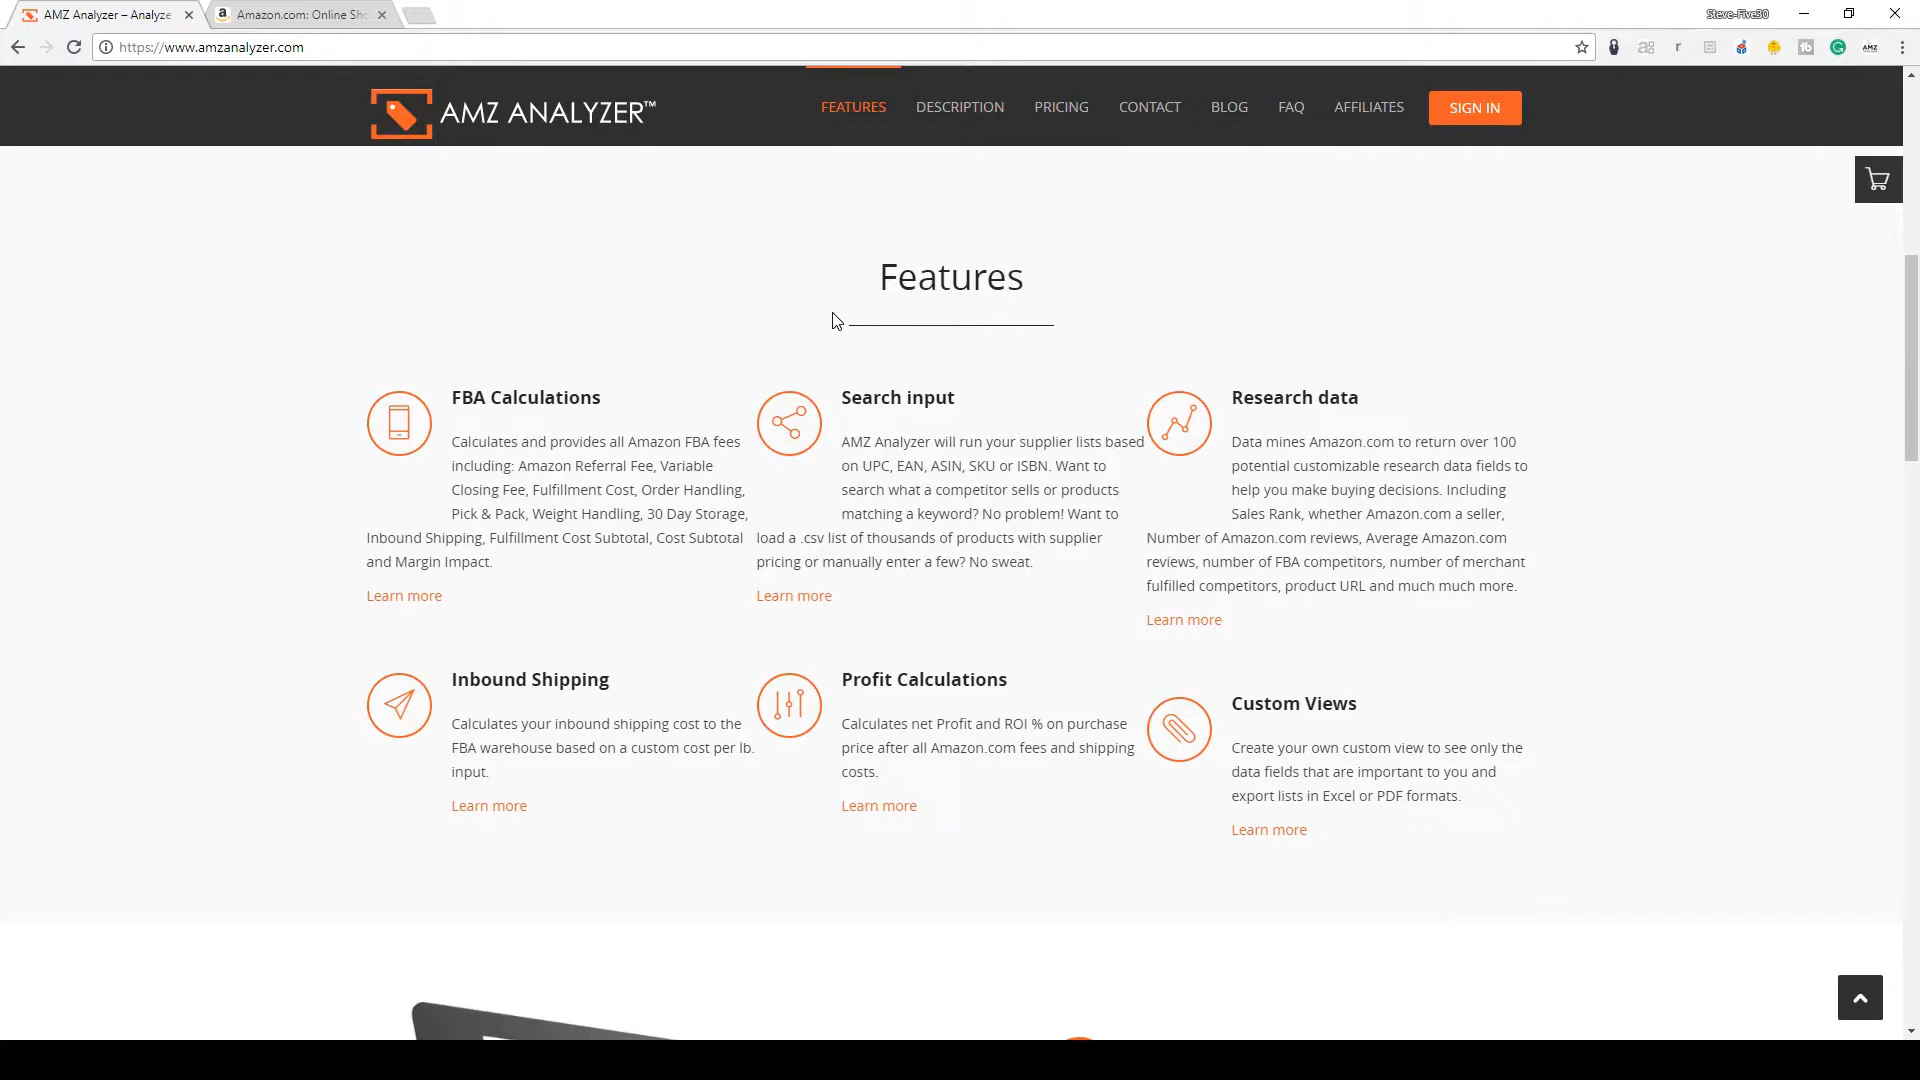 AMZ Analyzer – Analyze
Amazon.com: Online Sho
Steve-Five30
https://www.amzanalyzer.com
AMZ ANALYZER™
FEATURES
DESCRIPTION
PRICING
CONTACT
BLOG
FAQ
AFFILIATES
SIGN IN
Features
FBA Calculations
Calculates and provides all Amazon FBA fees
including: Amazon Referral Fee, Variable
Closing Fee, Fulfillment Cost, Order Handling,
Pick & Pack, Weight Handling, 30 Day Storage,
Inbound Shipping, Fulfillment Cost Subtotal, Cost Subtotal
and Margin Impact.
Learn more
Search input
AMZ Analyzer will run your supplier lists based
on UPC, EAN, ASIN, SKU or ISBN. Want to
search what a competitor sells or products
matching a keyword? No problem! Want to
load a .csv list of thousands of products with supplier
pricing or manually enter a few? No sweat.
Learn more
Research data
Data mines Amazon.com to return over 100
potential customizable research data fields to
help you make buying decisions. Including
Sales Rank, whether Amazon.com a seller,
Number of Amazon.com reviews, Average Amazon.com
reviews, number of FBA competitors, number of merchant
fulfilled competitors, product URL and much much more.
Learn more
Inbound Shipping
Calculates your inbound shipping cost to the
FBA warehouse based on a custom cost per lb.
input.
Learn more
Profit Calculations
Calculates net Profit and ROI % on purchase
price after all Amazon.com fees and shipping
costs.
Learn more
Custom Views
Create your own custom view to see only the
data fields that are important to you and
export lists in Excel or PDF formats.
Learn more